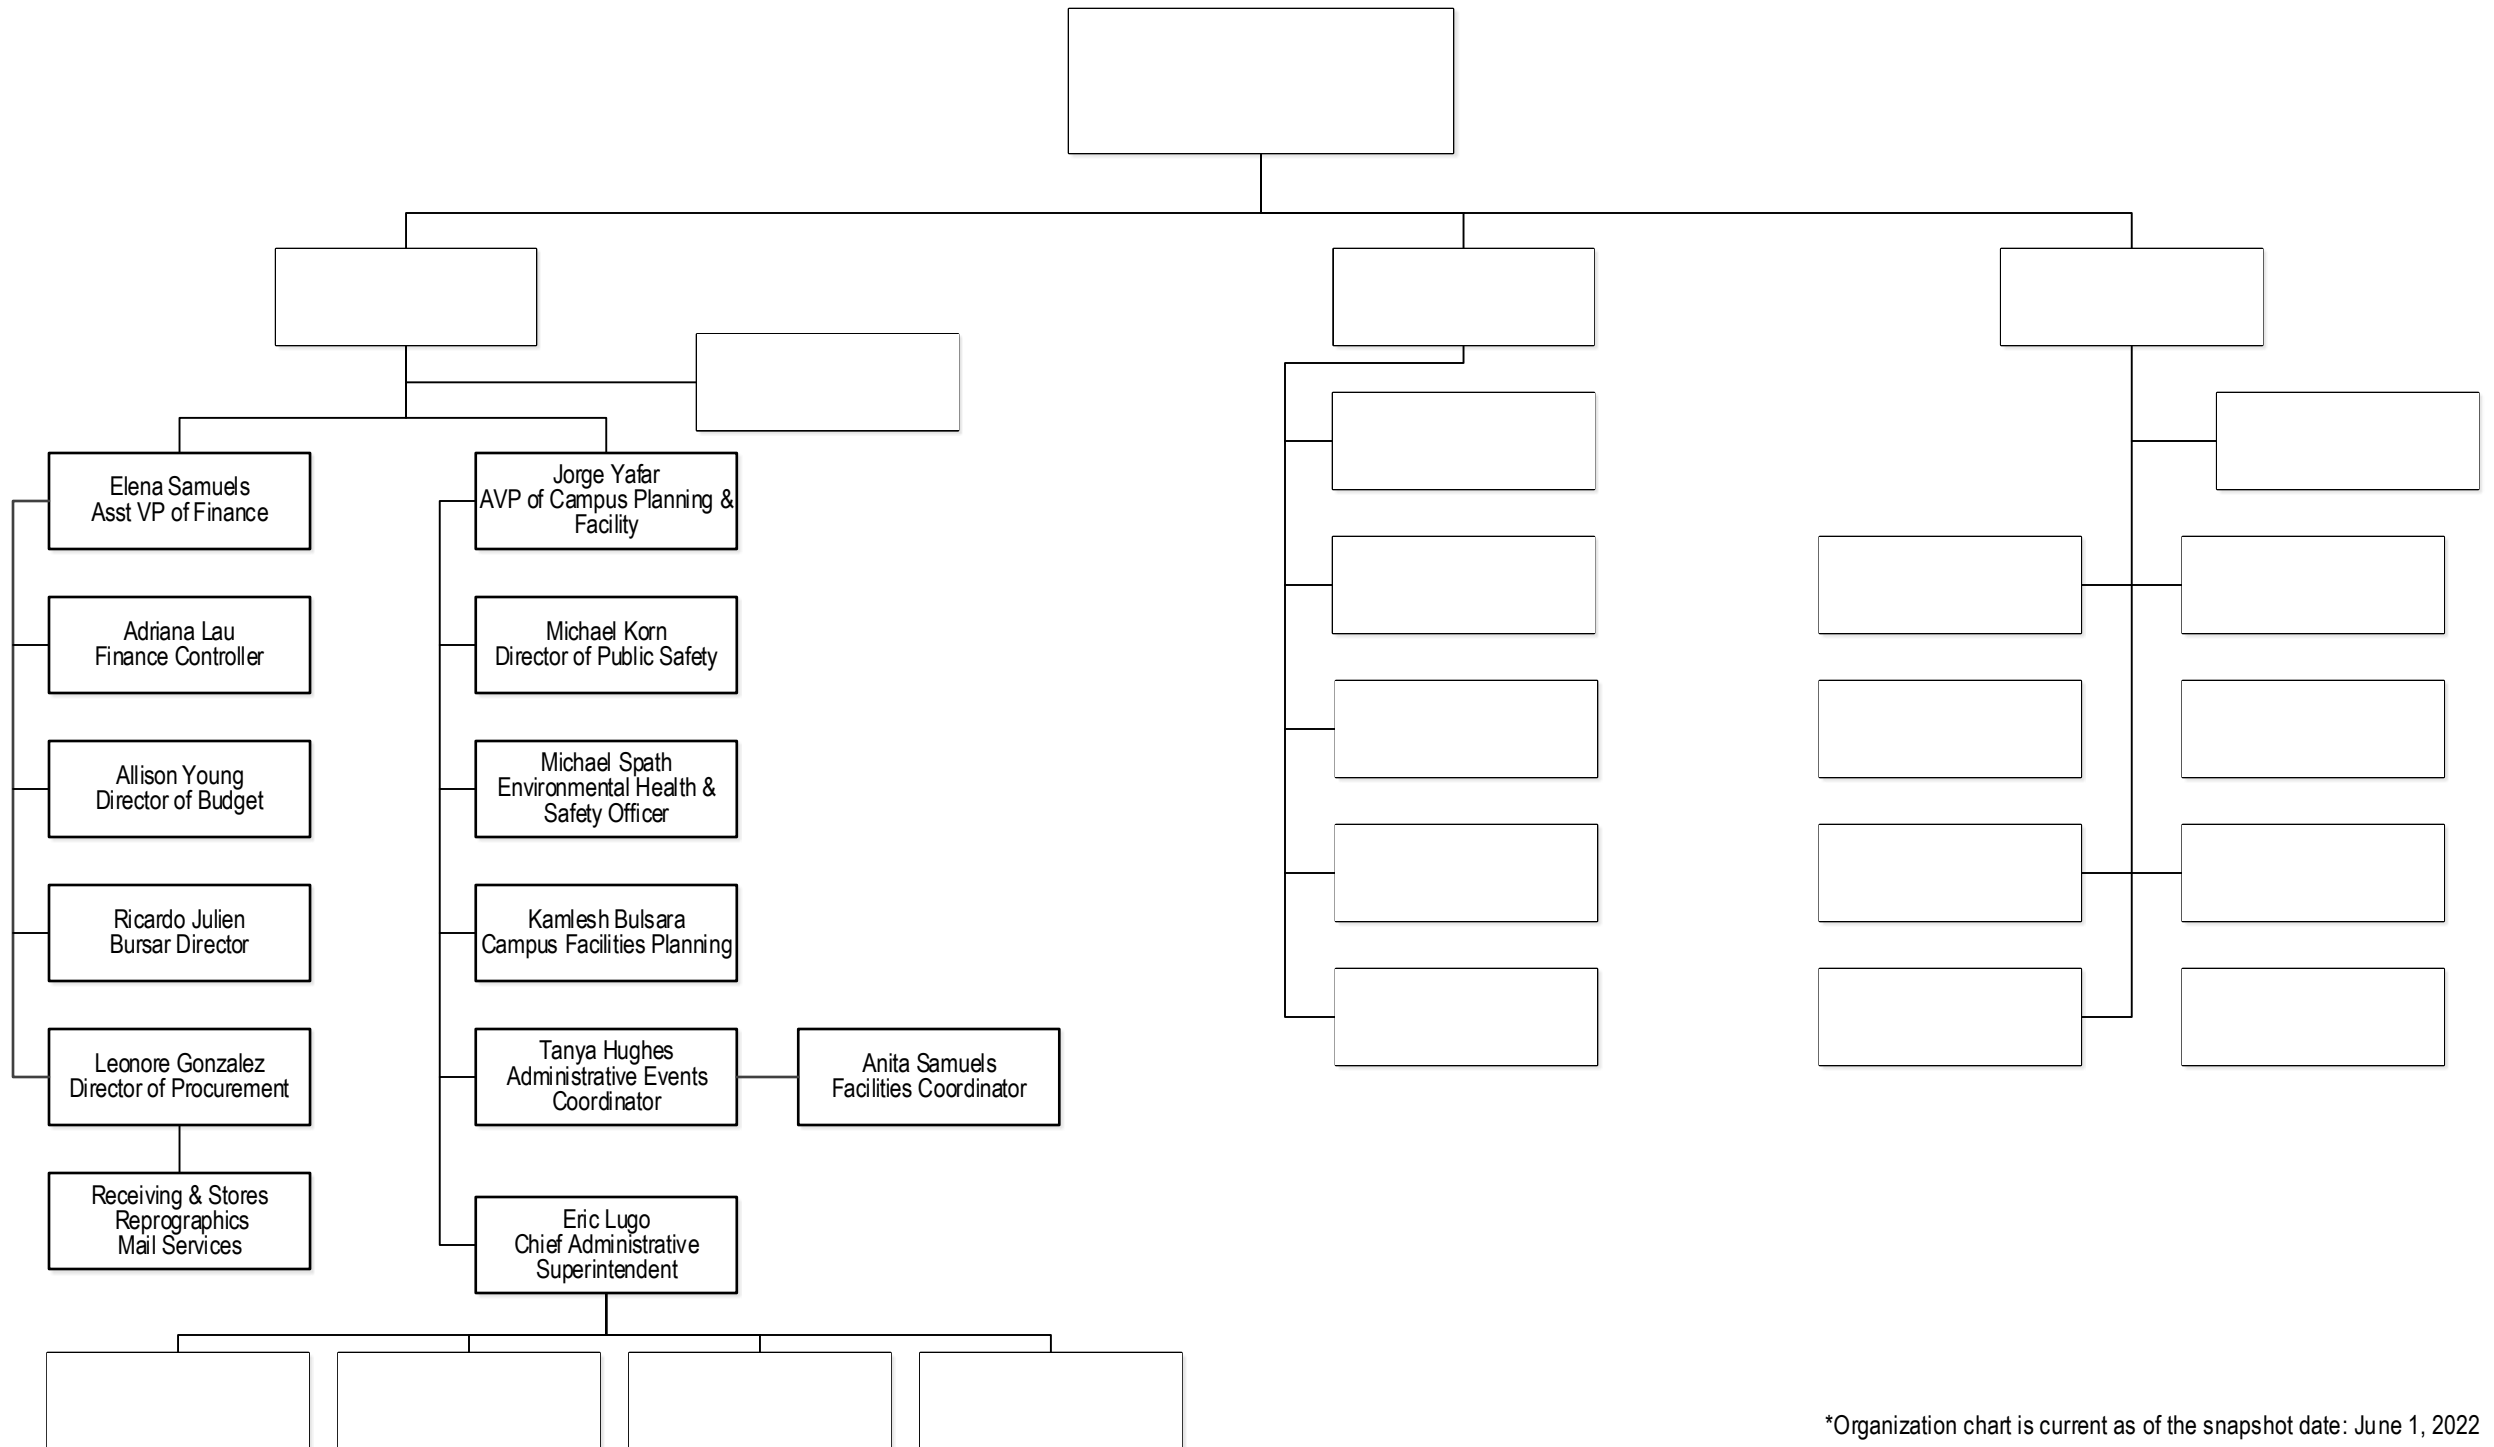 Elena Samuels
Asst VP of Finance
Jorge Yafar
AVP of Campus Planning &
Facility
Adriana Lau
Finance Controller
Michael Korn
Director of Public Safety
Allison Young
Director of Budget
Michael Spath
Environmental Health &
Safety Officer
Ricardo Julien
Bursar Director
Kamlesh Bulsara
Campus Facilities Planning
Leonore Gonzalez
Director of Procurement
Tanya Hughes
Administrative Events
Coordinator
Anita Samuels
Facilities Coordinator
Receiving & Stores
Reprographics
Mail Services
Eric Lugo
Chief Administrative
Superintendent
*Organization chart is current as of the snapshot date: June 1, 2022